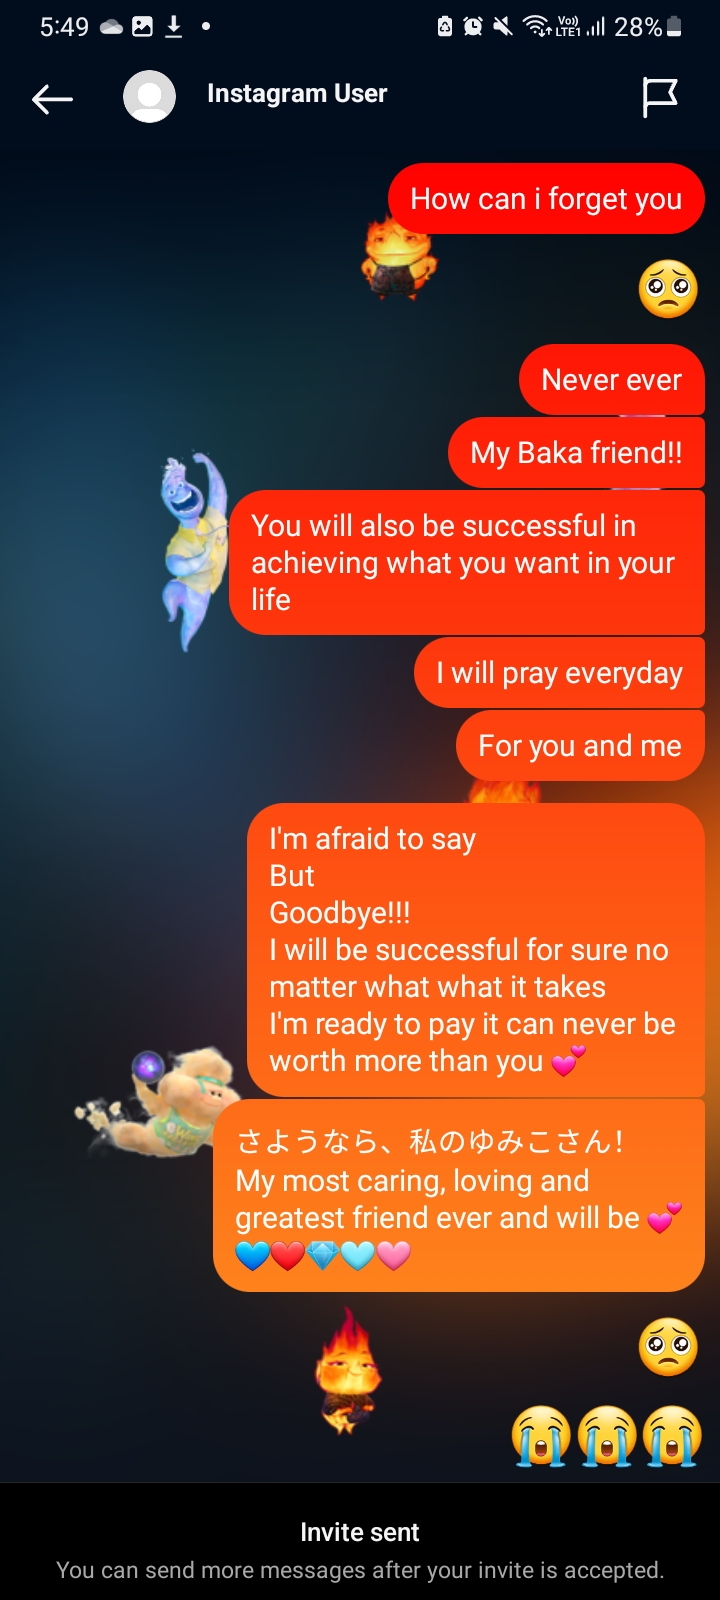 5:49
Vo)) LTE1 28%
Instagram User
How can i forget you
🥺
Never ever
My Baka friend!!
You will also be successful in
achieving what you want in your
life
I will pray everyday
For you and me
I'm afraid to say
But
Goodbye!!!
I will be successful for sure no
matter what what it takes
I'm ready to pay it can never be
worth more than you 💕
さようなら、私のゆみこさん!
My most caring, loving and
greatest friend ever and will be 💕
💙❤️💎🩵🩷
🥺
😭😭😭
Invite sent
You can send more messages after your invite is accepted.